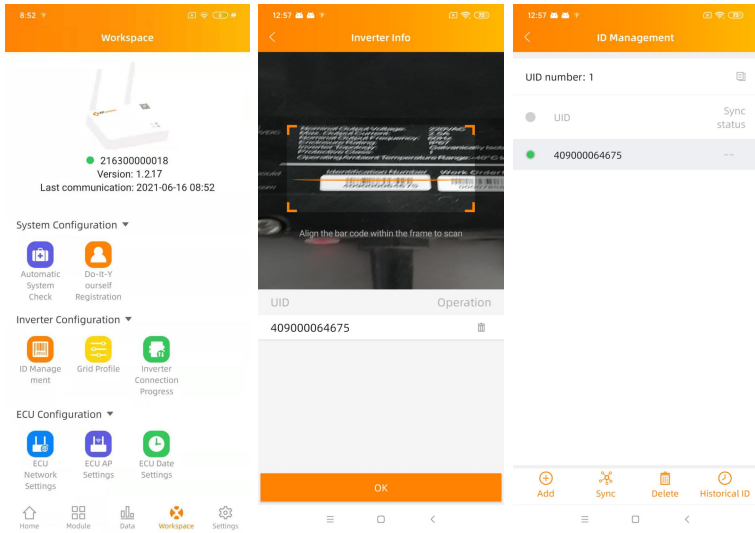 8:52
Workspace
216300000018
Version: 1.2.17
Last communication: 2021-06-16 08:52
System Configuration
Automatic
System
Check
Do-It-Y
ourself
Registration
Inverter Configuration
ID Manage
ment
Grid Profile
Inverter
Connection
Progress
ECU Configuration
ECU
Network
Settings
ECU AP
Settings
ECU Date
Settings
Home
Module
Data
Workspace
Settings
12:57
Inverter Info
Nominal Output Voltage: 220VAC
Max. Output Current
Nominal Output Frequency:
Enclosure Rating: IP67
Inverter Topology: Galvanically
Protective Class:
Operating Ambient Temperature Range: -40°C
Identification Number
Work Order
409000064675
Align the bar code within the frame to scan
UID Operation
409000064675
OK
12:57
ID Management
UID number: 1
UID
Sync
status
409000064675 --
Add
Sync
Delete
Historical ID